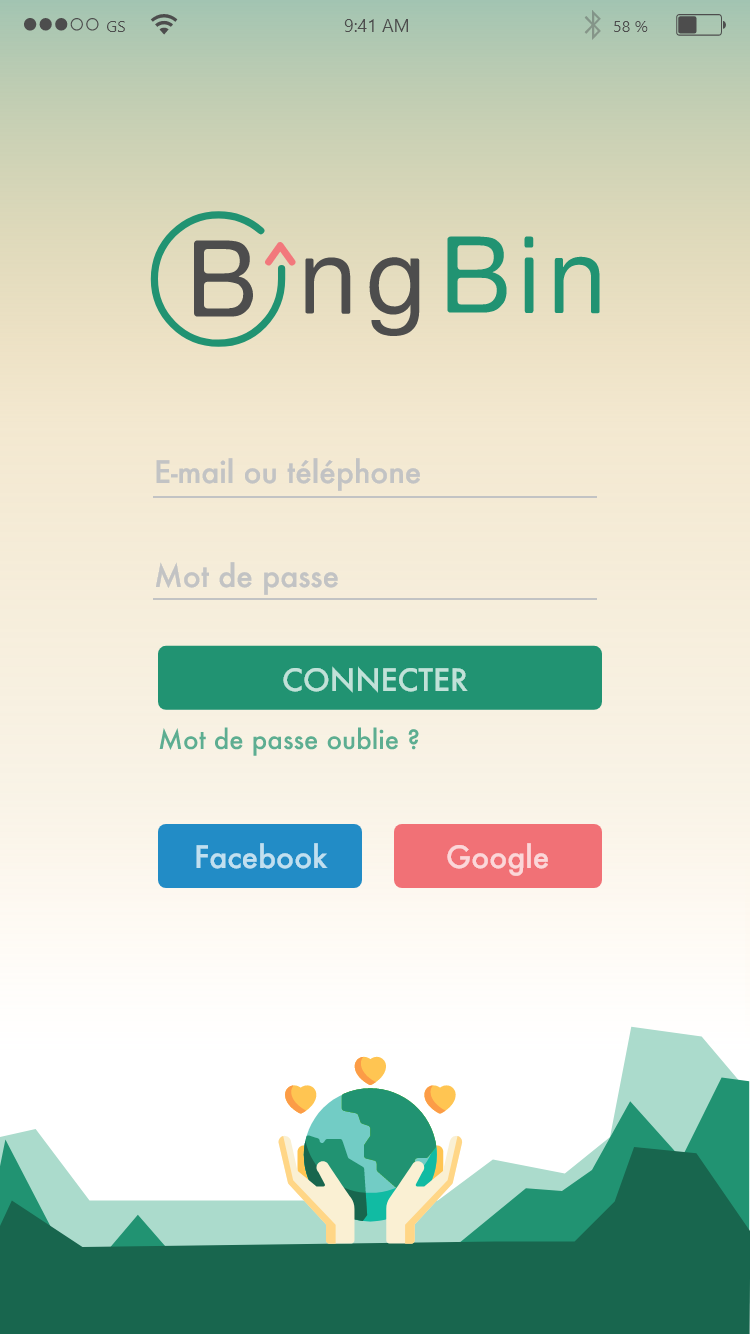 GS 9:41 AM 58 %
BingBin
E-mail ou téléphone
Mot de passe
CONNECTER
Mot de passe oublie ?
Facebook Google